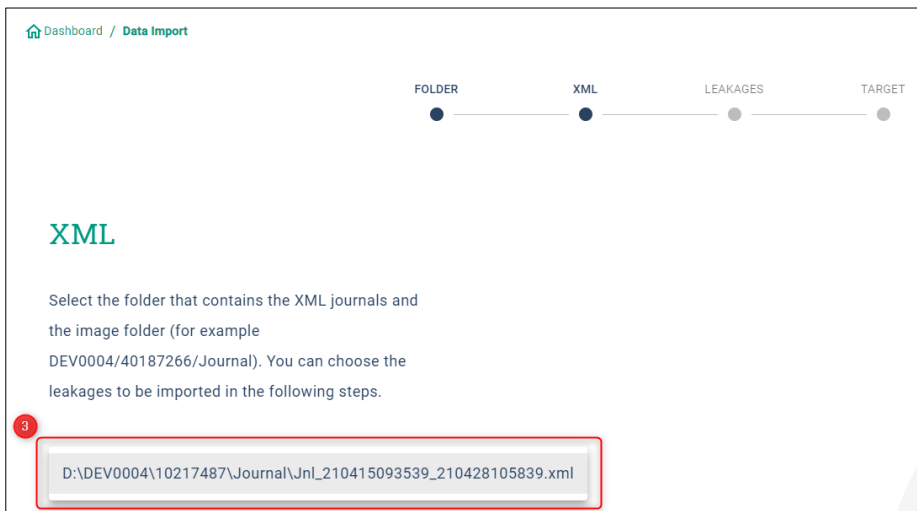 Dashboard / Data Import
FOLDER XML LEAKAGES TARGET
XML
Select the folder that contains the XML journals and
the image folder (for example
DEV0004/40187266/Journal). You can choose the
leakages to be imported in the following steps.
3
D:\DEV0004\10217487\Journal\Jnl_210415093539_210428105839.xml